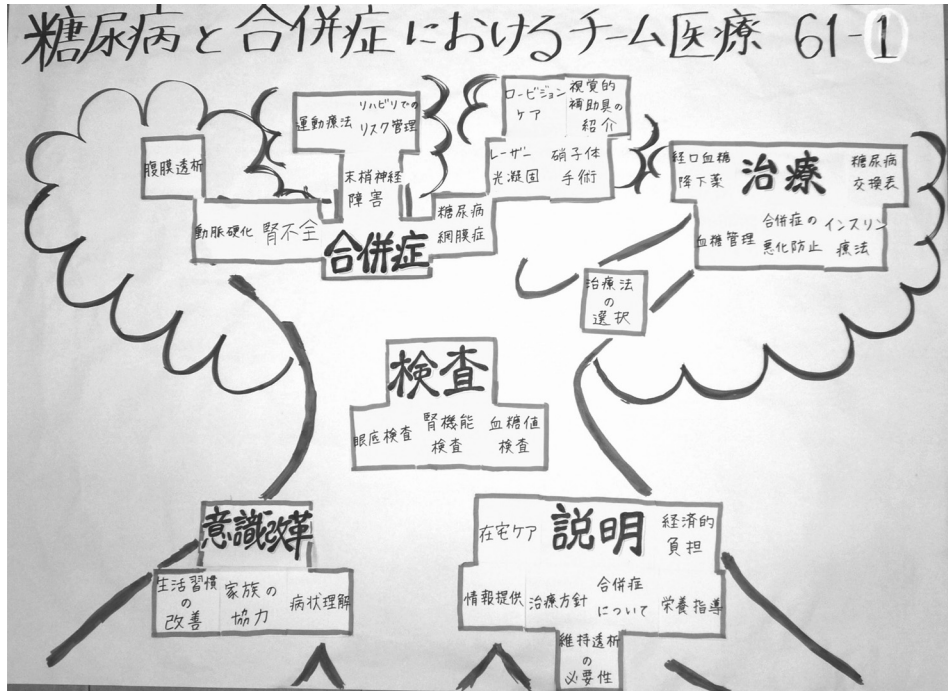 糖尿病と合併症におけるチーム医療 61-1
運動療法
リハビリでの
リスク管理
末梢神経
障害
腹膜透析
動脈硬化
腎不全
合併症
糖尿病
網膜症
ロービジョン
ケア
視覚的
補助具の
紹介
レーザー
光凝固
硝子体
手術
経口血糖
降下薬
治療
糖尿病
交換表
血糖管理
合併症の
悪化防止
インスリン
療法
治療法
の
選択
検査
眼底検査
腎機能
検査
血糖値
検査
意識改革
生活習慣
の
改善
家族の
協力
病状理解
在宅ケア
説明
経済的
負担
情報提供
治療方針
合併症
について
栄養指導
維持透析
の
必要性